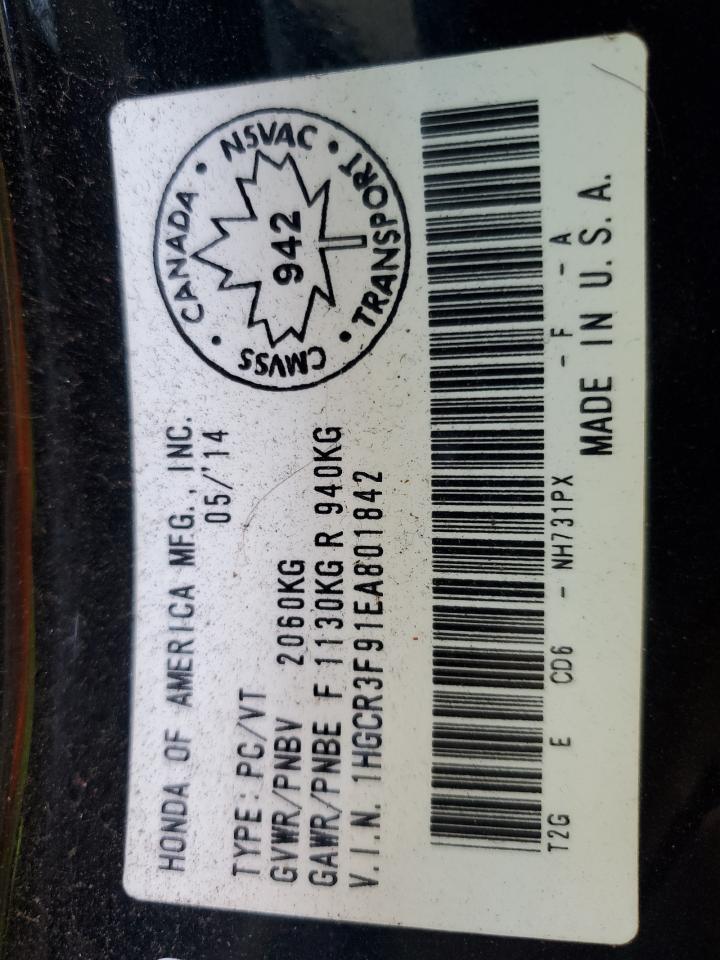 HONDA OF AMERICA MFG., INC.
05/'14
TYPE: PC/VT
GVWR/PNBV 2060KG
GAWR/PNBE F 1130KG R 940KG
V.I.N. 1HGCR3F91EA801842
CANADA • NSVAC • TRANSPORT • CMVSS •
942
T2G E CD6 - NH731PX - F - A
MADE IN U.S.A.